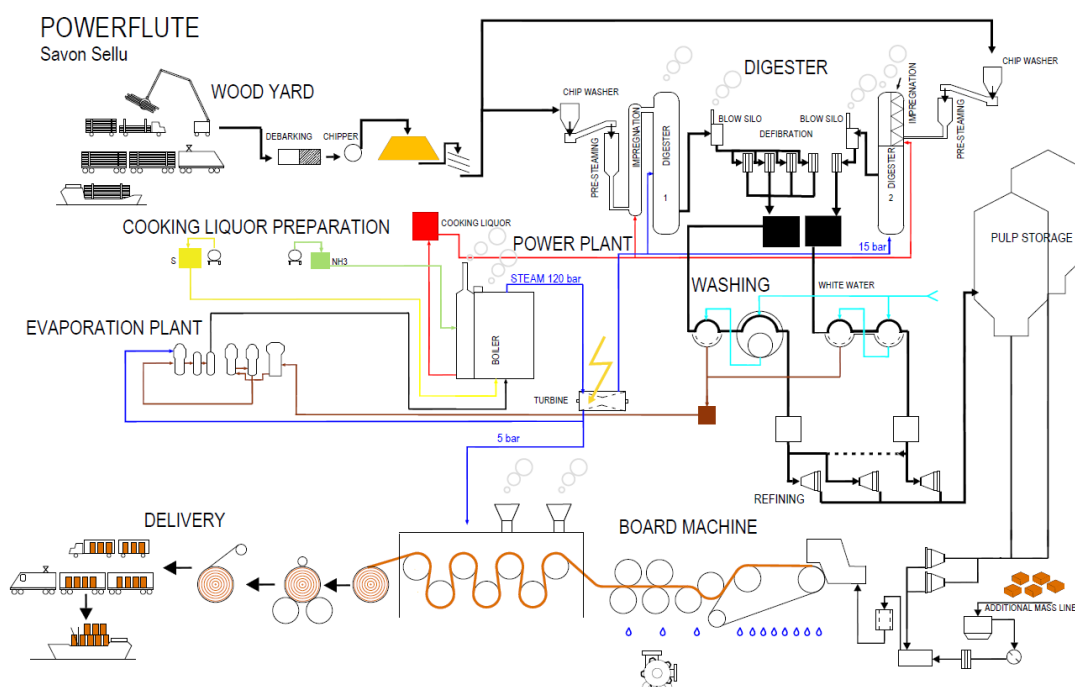 POWERFLUTE
Savon Sellu
WOOD YARD
DEBARKING
CHIPPER
CHIP WASHER
PRE-STEAMING
IMPREGNATION
DIGESTER
1
DIGESTER
BLOW SILO
DEFIBRATION
BLOW SILO
DIGESTER
2
IMPREGNATION
PRE-STEAMING
CHIP WASHER
PULP STORAGE
COOKING LIQUOR PREPARATION
S
NH3
COOKING LIQUOR
POWER PLANT
STEAM 120 bar
15 bar
BOILER
TURBINE
5 bar
EVAPORATION PLANT
WASHING
WHITE WATER
REFINING
BOARD MACHINE
ADDITIONAL MASS LINE
DELIVERY